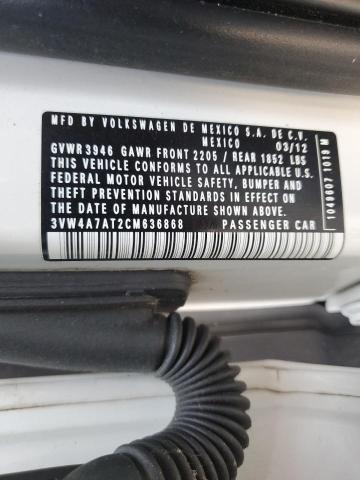 MFD BY VOLKSWAGEN DE MEXICO S.A. DE C.V.
MEXICO 03/12
GVWR 3946 GAWR FRONT 2205 / REAR 1852 LBS
THIS VEHICLE CONFORMS TO ALL APPLICABLE U.S.
FEDERAL MOTOR VEHICLE SAFETY, BUMPER AND
THEFT PREVENTION STANDARDS IN EFFECT ON
THE DATE OF MANUFACTURE SHOWN ABOVE.
3VW4A7AT2CM636868 PASSENGER CAR
1049607 1019 M